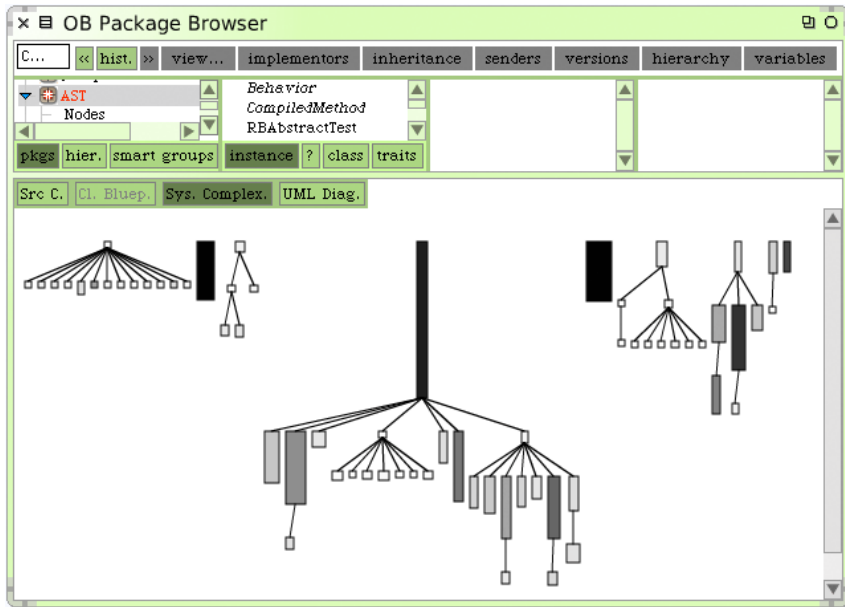 OB Package Browser
C... « hist. » view... implementors inheritance senders versions hierarchy variables
AST
Nodes
Behavior
CompiledMethod
RBAbstractTest
pkgs hier. smart groups instance ? class traits
Src C. Cl. Bluep. Sys. Complex. UML Diag.